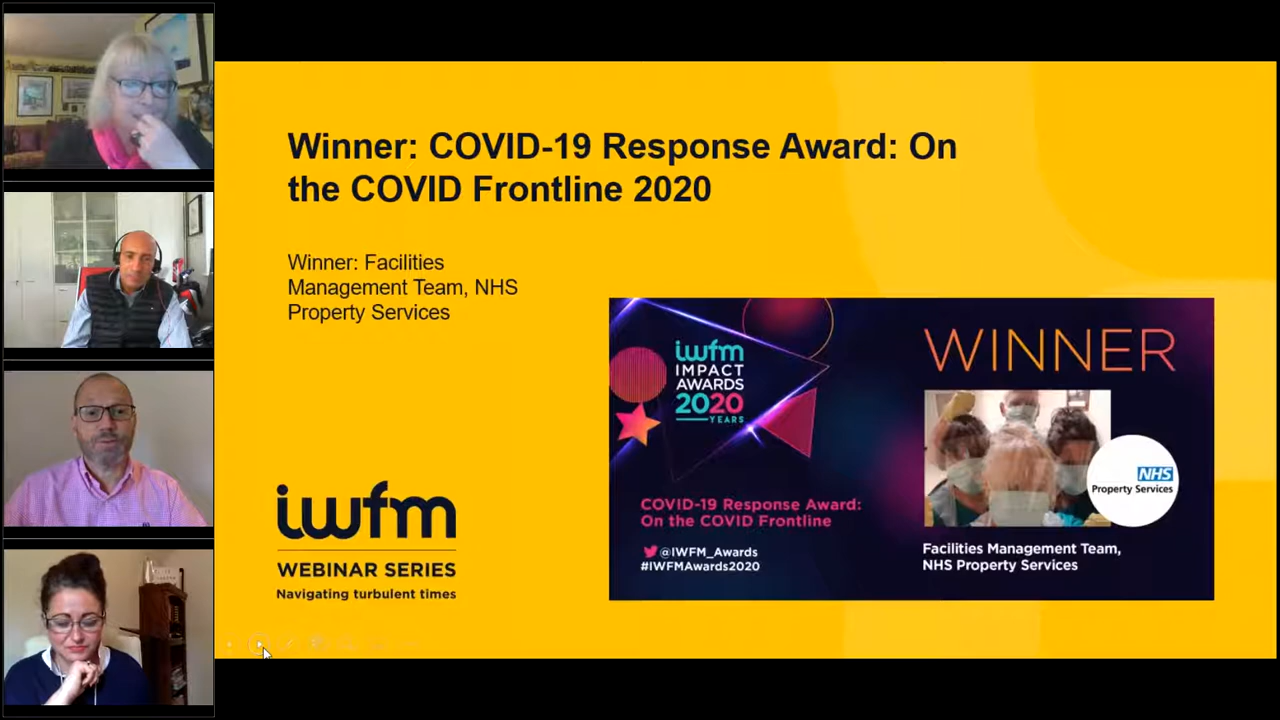 Winner: COVID-19 Response Award: On
the COVID Frontline 2020
Winner: Facilities
Management Team, NHS
Property Services
iwfm
IMPACT
AWARDS
2020
YEARS
WINNER
NHS
Property Services
COVID-19 Response Award:
On the COVID Frontline
@IWFM_Awards
#IWFMAwards2020
Facilities Management Team,
NHS Property Services
iwfm
WEBINAR SERIES
Navigating turbulent times